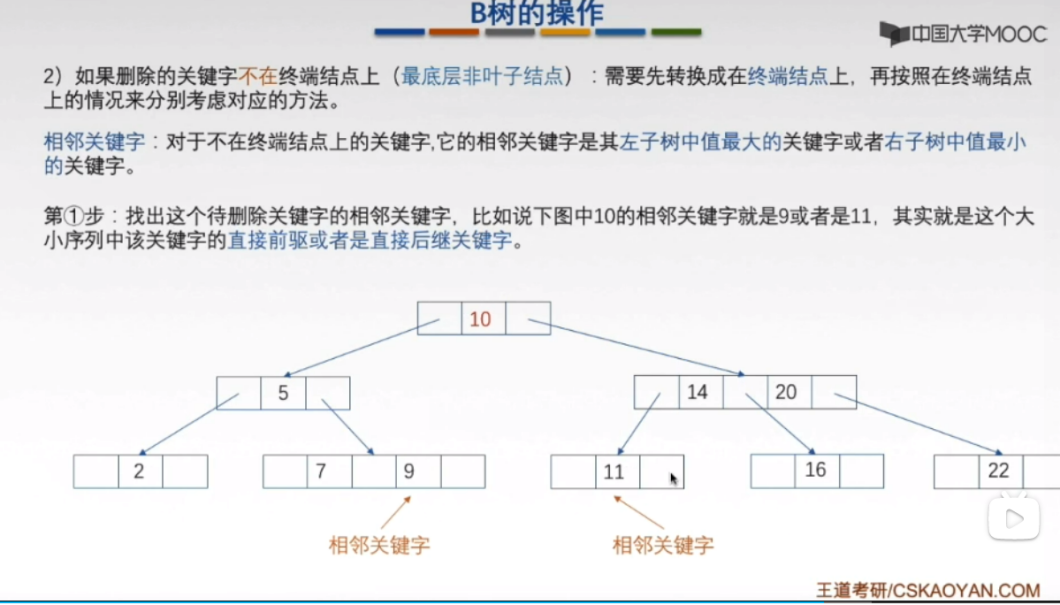 B树的操作
中国大学MOOC
2）如果删除的关键字不在终端结点上（最底层非叶子结点）：需要先转换成在终端结点上，再按照在终端结点
上的情况来分别考虑对应的方法。
相邻关键字：对于不在终端结点上的关键字,它的相邻关键字是其左子树中值最大的关键字或者右子树中值最小
的关键字。
第①步：找出这个待删除关键字的相邻关键字，比如说下图中10的相邻关键字就是9或者是11，其实就是这个大
小序列中该关键字的直接前驱或者是直接后继关键字。
10
5
14 20
2
7 9
11
16
22
相邻关键字
相邻关键字
王道考研/CSKAOYAN.COM